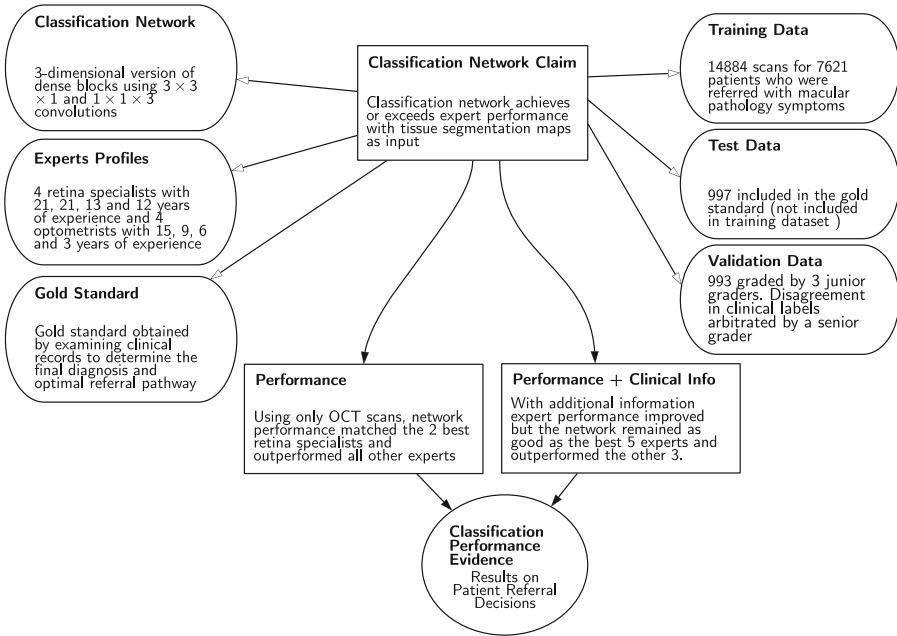 Classification Network
3-dimensional version of
dense blocks using 3 × 3
× 1 and 1 × 1 × 3
convolutions
Experts Profiles
4 retina specialists with
21, 21, 13 and 12 years
of experience and 4
optometrists with 15, 9, 6
and 3 years of experience
Gold Standard
Gold standard obtained
by examining clinical
records to determine the
final diagnosis and
optimal referral pathway
Classification Network Claim
Classification network achieves
or exceeds expert performance
with tissue segmentation maps
as input
Training Data
14884 scans for 7621
patients who were
referred with macular
pathology symptoms
Test Data
997 included in the gold
standard (not included
in training dataset )
Validation Data
993 graded by 3 junior
graders. Disagreement
in clinical labels
arbitrated by a senior
grader
Performance
Using only OCT scans, network
performance matched the 2 best
retina specialists and
outperformed all other experts
Performance + Clinical Info
With additional information
expert performance improved
but the network remained as
good as the best 5 experts and
outperformed the other 3.
Classification
Performance
Evidence
Results on
Patient Referral
Decisions